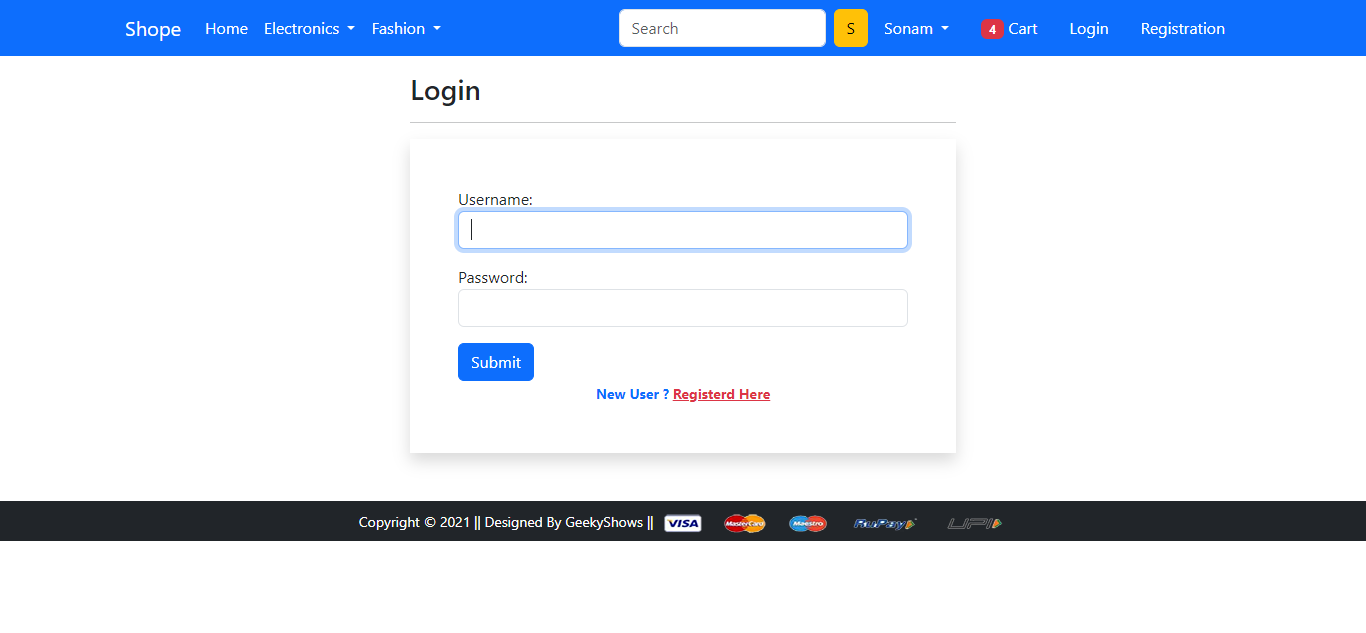 Shope Home Electronics Fashion Search S Sonam 4 Cart Login Registration
Login
Username:
Password:
Submit
New User ? Registerd Here
Copyright © 2021 || Designed By GeekyShows || VISA MasterCard Maestro RuPay UPI